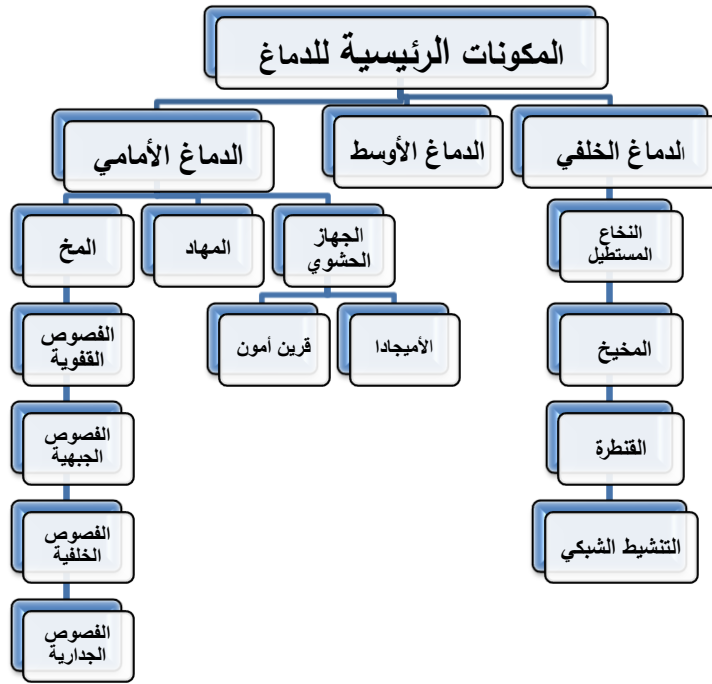 المكونات الرئيسية للدماغ
الدماغ الخلفي
الدماغ الأوسط
الدماغ الأمامي
النخاع
المستطيل
المخيخ
القنطرة
التنشيط الشبكي
الجهاز
الحشوي
المهاد
المخ
الأميجادا
قرين أمون
الفصوص
القفوية
الفصوص
الجبهية
الفصوص
الخلفية
الفصوص
الجدارية